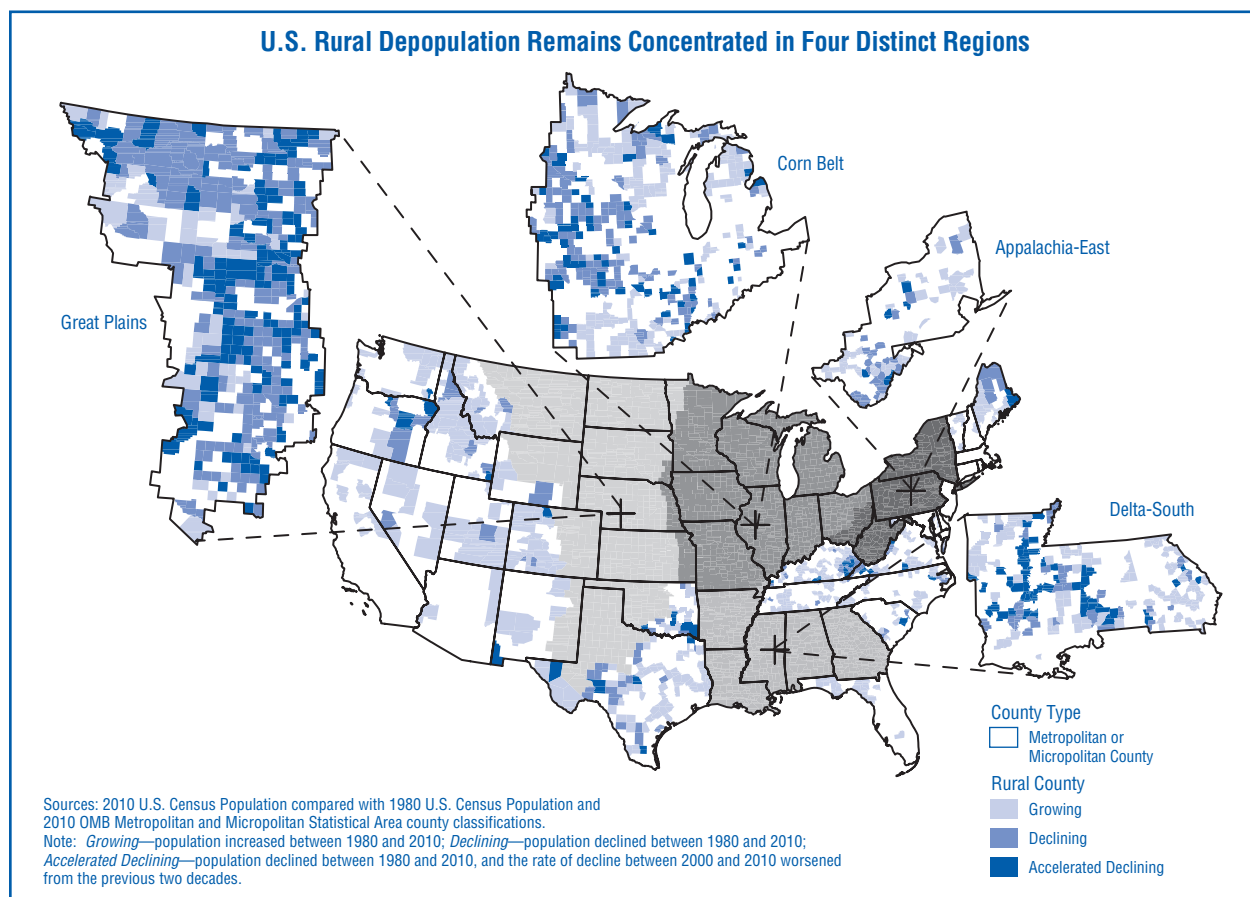 U.S. Rural Depopulation Remains Concentrated in Four Distinct Regions
Corn Belt
Appalachia-East
Great Plains
Delta-South
County Type
Metropolitan or
Micropolitan County
Rural County
Growing
Declining
Accelerated Declining
Sources: 2010 U.S. Census Population compared with 1980 U.S. Census Population and
2010 OMB Metropolitan and Micropolitan Statistical Area county classifications.
Note: Growing—population increased between 1980 and 2010; Declining—population declined between 1980 and 2010;
Accelerated Declining—population declined between 1980 and 2010, and the rate of decline between 2000 and 2010 worsened
from the previous two decades.